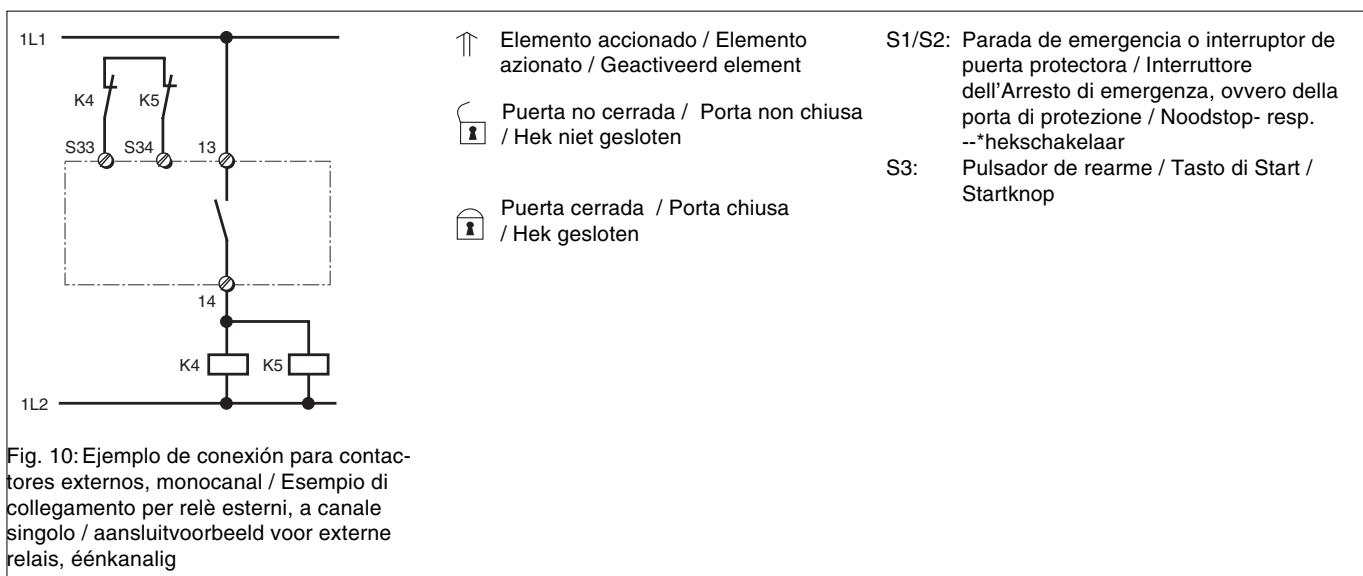 1L1
K4
K5
S33
S34
13
14
K4
K5
1L2
Fig. 10: Ejemplo de conexión para contac-
tores externos, monocanal / Esempio di
collegamento per relè esterni, a canale
singolo / aansluitvoorbeeld voor externe
relais, éénkanalig
Elemento accionado / Elemento
azionato / Geactiveerd element
Puerta no cerrada / Porta non chiusa
/ Hek niet gesloten
Puerta cerrada / Porta chiusa
/ Hek gesloten
S1/S2: Parada de emergencia o interruptor de
puerta protectora / Interruttore
dell'Arresto di emergenza, ovvero della
porta di protezione / Noodstop- resp.
--*hekschakelaar
S3: Pulsador de rearme / Tasto di Start /
Startknop